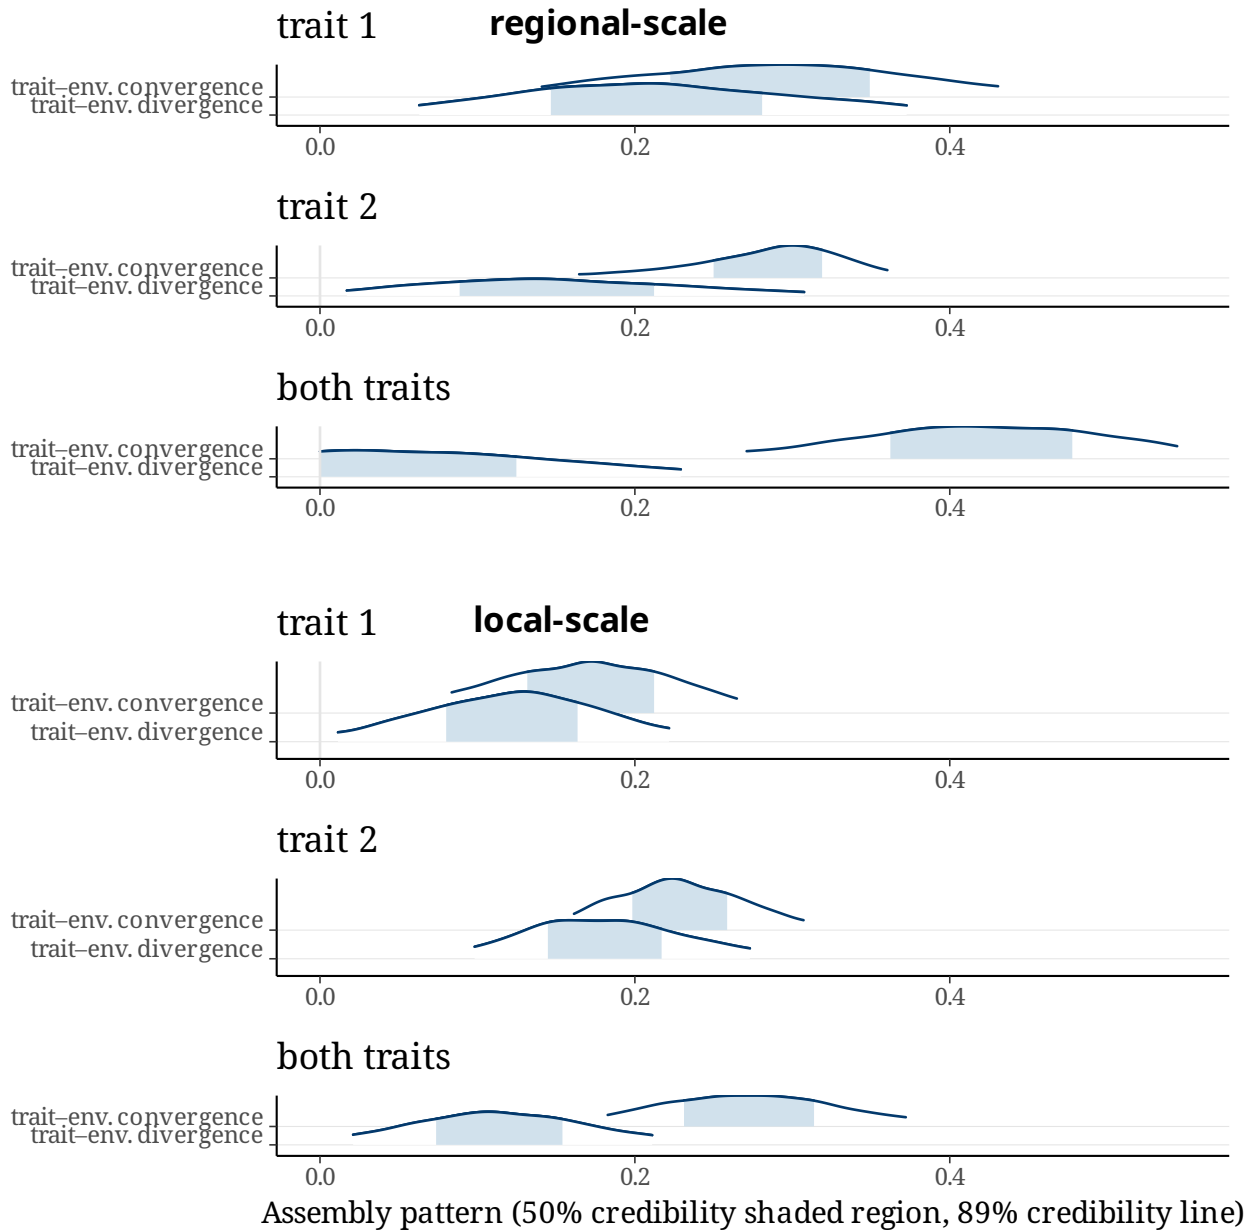 trait 1
regional-scale
trait–env. convergence
trait–env. divergence
0.0 0.2 0.4
trait 2
trait–env. convergence
trait–env. divergence
0.0 0.2 0.4
both traits
trait–env. convergence
trait–env. divergence
0.0 0.2 0.4
trait 1
local-scale
trait–env. convergence
trait–env. divergence
0.0 0.2 0.4
trait 2
trait–env. convergence
trait–env. divergence
0.0 0.2 0.4
both traits
trait–env. convergence
trait–env. divergence
0.0 0.2 0.4
Assembly pattern (50% credibility shaded region, 89% credibility line)